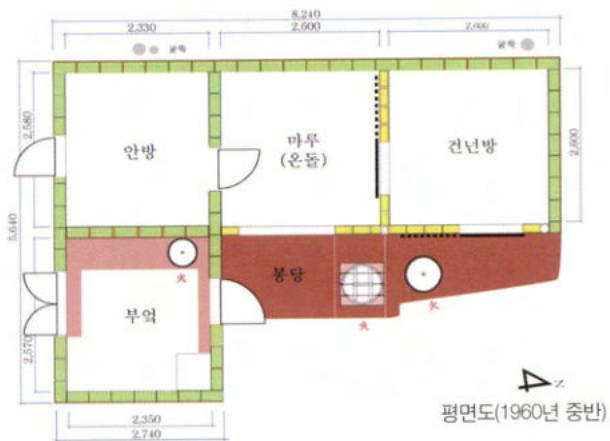 8,240
2,330
2,600
2,600
굴뚝
굴뚝
2,580
5,640
2,600
안방
마루
(온돌)
건넌방
봉당
火
火
火
부엌
2,570
2,350
2,740
N
평면도(1960년 중반)